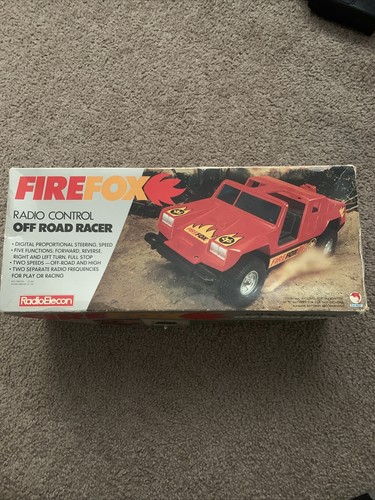 FIREFOX
RADIO CONTROL
OFF ROAD RACER
• DIGITAL PROPORTIONAL STEERING, SPEED
• FIVE FUNCTIONS, FORWARD, REVERSE,
RIGHT AND LEFT TURN, FULL STOP
• TWO SPEEDS—OFF-ROAD AND HIGH
• TWO SEPARATE RADIO FREQUENCIES
FOR PLAY OR RACING
RadioElecon